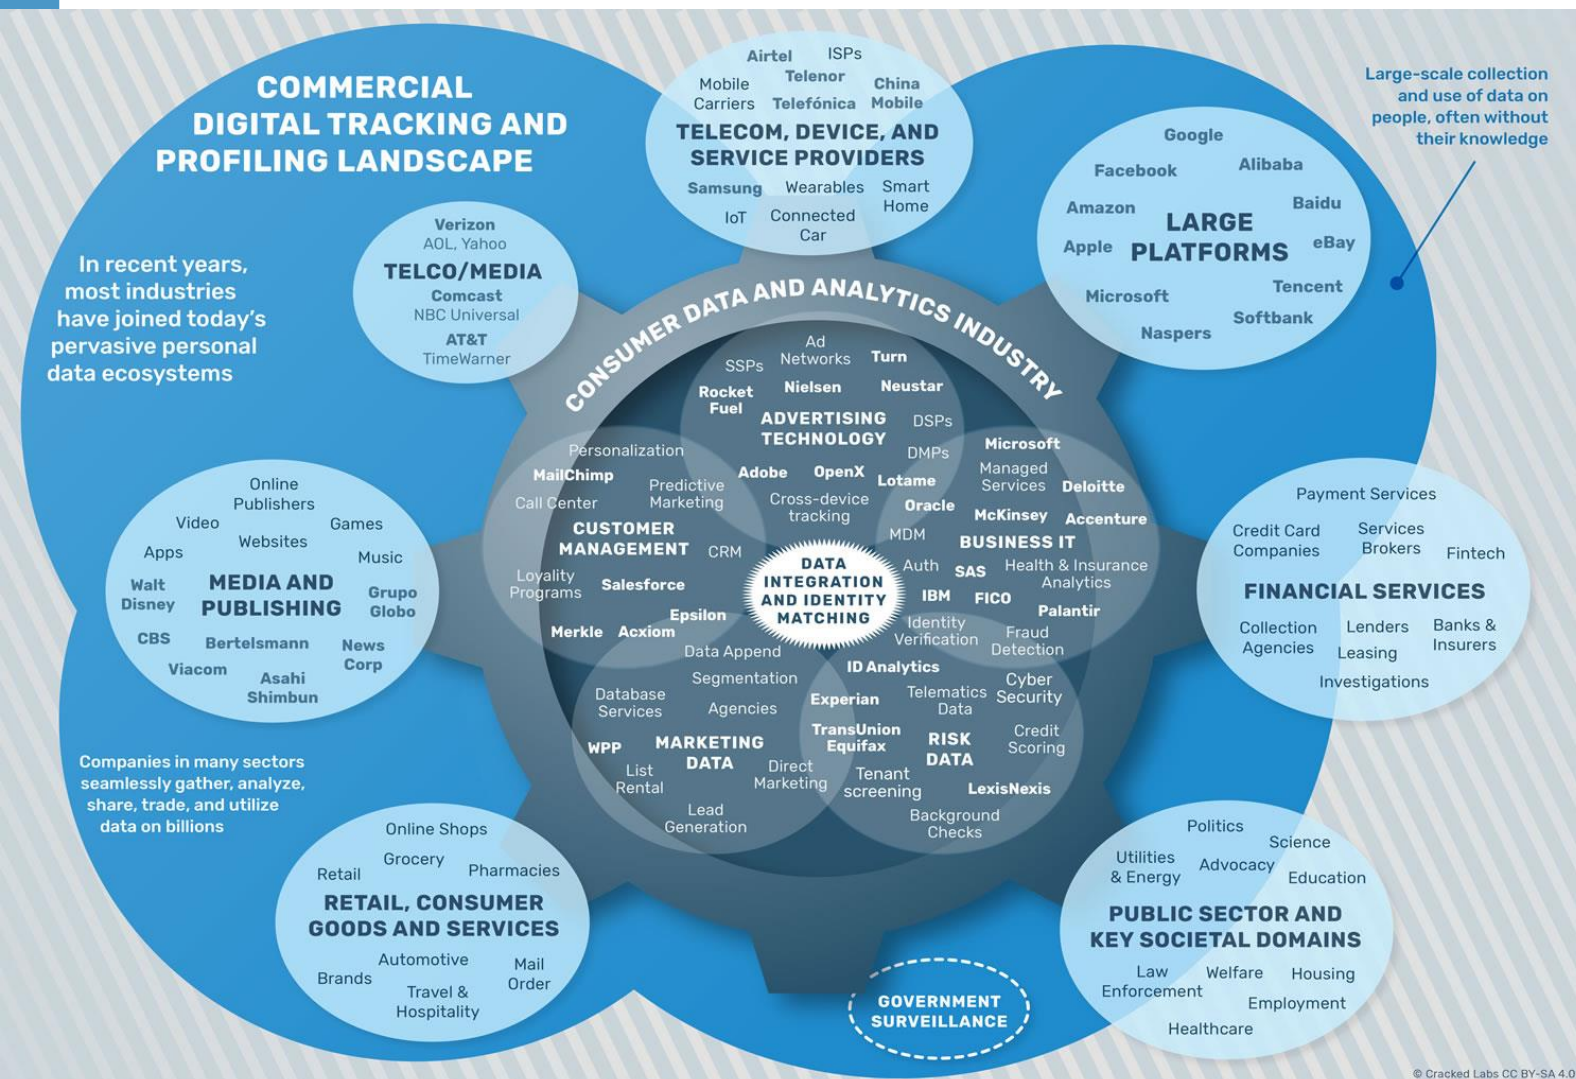 COMMERCIAL
DIGITAL TRACKING AND
PROFILING LANDSCAPE
In recent years,
most industries
have joined today's
pervasive personal
data ecosystems
Verizon
AOL, Yahoo
TELCO/MEDIA
Comcast
NBC Universal
AT&T
TimeWarner
Airtel
ISPs
Mobile
Carriers
Telenor
Telefónica
China
Mobile
TELECOM, DEVICE, AND
SERVICE PROVIDERS
Samsung
Wearables
Smart
Home
IoT
Connected
Car
Google
Facebook
Alibaba
Amazon
Baidu
LARGE
PLATFORMS
Apple
eBay
Microsoft
Tencent
Naspers
Softbank
Large-scale collection
and use of data on
people, often without
their knowledge
CONSUMER DATA AND ANALYTICS INDUSTRY
Ad
Networks
SSPs
Turn
Rocket
Fuel
Nielsen
Neustar
ADVERTISING
TECHNOLOGY
DSPs
DMPs
Adobe
OpenX
Lotame
Cross-device
tracking
Oracle
Personalization
MailChimp
Predictive
Marketing
Call Center
CUSTOMER
MANAGEMENT
CRM
Loyality
Programs
Salesforce
Epsilon
Merkle
Acxiom
Microsoft
Managed
Services
Deloitte
McKinsey
Accenture
MDM
BUSINESS IT
Auth
SAS
Health & Insurance
Analytics
IBM
FICO
Palantir
Identity
Verification
Fraud
Detection
DATA
INTEGRATION
AND IDENTITY
MATCHING
Data Append
Segmentation
Database
Services
Agencies
WPP
MARKETING
DATA
List
Rental
Direct
Marketing
Lead
Generation
ID Analytics
Cyber
Security
Experian
Telematics
Data
TransUnion
Equifax
RISK
DATA
Credit
Scoring
Tenant
screening
LexisNexis
Background
Checks
Online
Publishers
Video
Games
Websites
Apps
Music
Walt
Disney
MEDIA AND
PUBLISHING
Grupo
Globo
CBS
Bertelsmann
News
Corp
Viacom
Asahi
Shimbun
Payment Services
Credit Card
Companies
Services
Brokers
Fintech
FINANCIAL SERVICES
Collection
Agencies
Lenders
Banks &
Insurers
Leasing
Investigations
Companies in many sectors
seamlessly gather, analyze,
share, trade, and utilize
data on billions
Online Shops
Grocery
Retail
Pharmacies
RETAIL, CONSUMER
GOODS AND SERVICES
Automotive
Brands
Mail
Order
Travel &
Hospitality
GOVERNMENT
SURVEILLANCE
Politics
Science
Utilities
& Energy
Advocacy
Education
PUBLIC SECTOR AND
KEY SOCIETAL DOMAINS
Law
Enforcement
Welfare
Housing
Employment
Healthcare
© Cracked Labs CC BY-SA 4.0